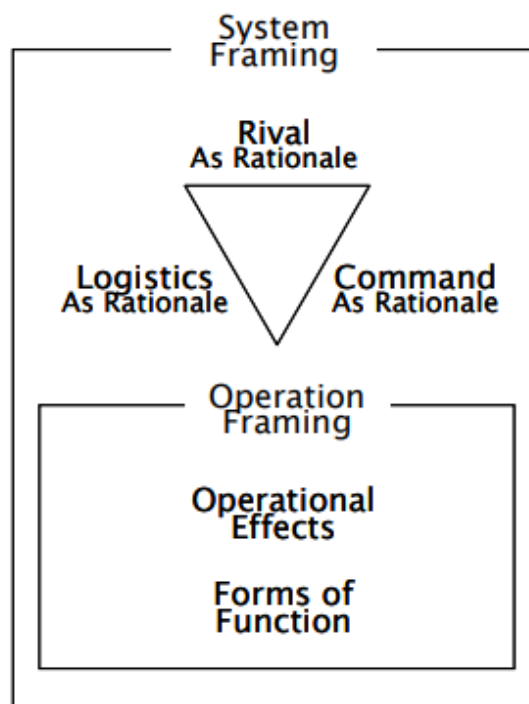 System
Framing
Rival
As Rationale
Logistics
As Rationale
Command
As Rationale
Operation
Framing
Operational
Effects
Forms of
Function